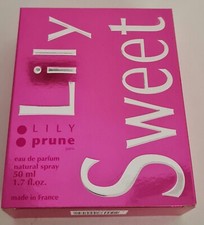 Lily
Sweet
LILY
prune
eau de parfum
natural spray
50 ml
1.7 fl.oz.
made in France